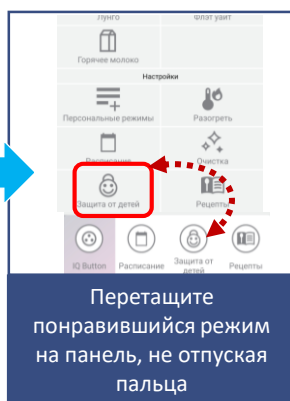 Лунго Флэт уайт
Горячее молоко
Настройки
Персональные режимы Разогреть
Расписание Очистка
Защита от детей Рецепты
IQ Button Расписание Защита от детей Рецепты
Перетащите
понравившийся режим
на панель, не отпуская
пальца